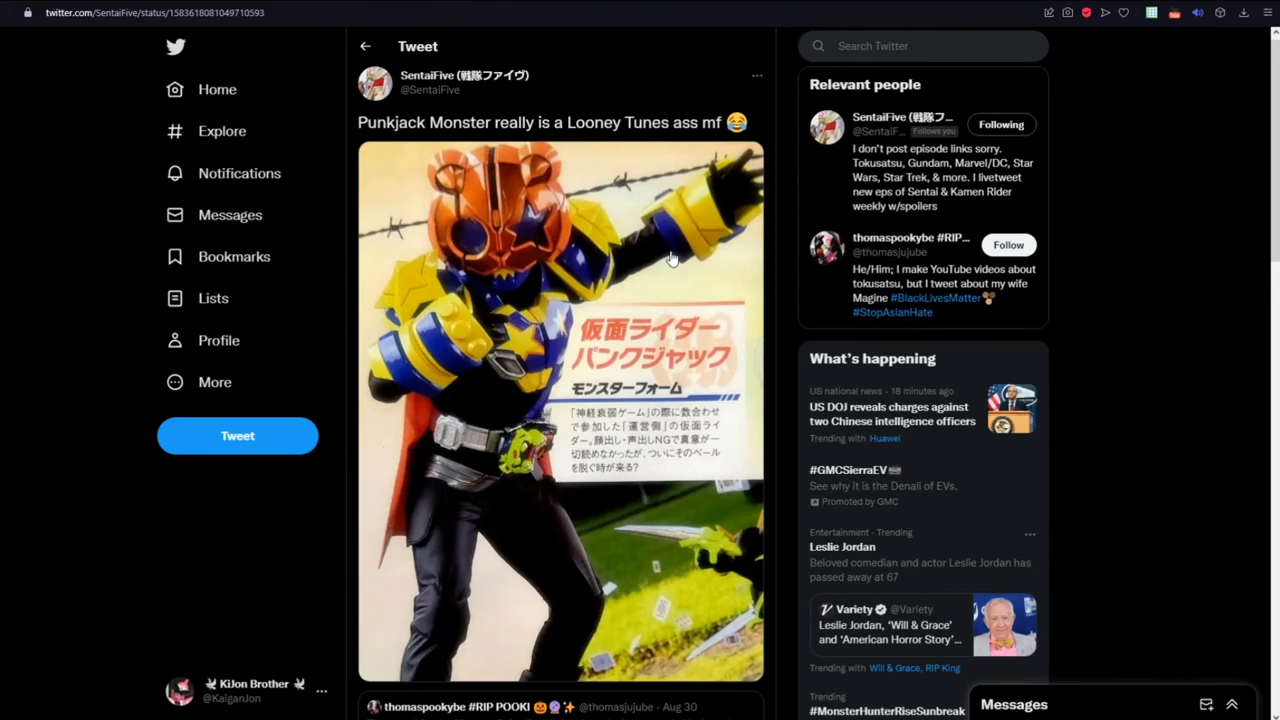 twitter.com/SentaiFive/status/1583618081049710593
Home
Explore
Notifications
Messages
Bookmarks
Lists
Profile
More
Tweet
KiJon Brother
@KaiganJon
Tweet
SentaiFive (戦隊ファイヴ)
@SentaiFive
Punkjack Monster really is a Looney Tunes ass mf 😂
仮面ライダー
パンクジャック
モンスターフォーム
「神経衰弱ゲーム」の際に数合わせ
で参加した「運営側」の仮面ライ
ダー。顔出し・声出しNGで真意が一
切読めなかったが、ついにそのベール
を脱ぐ時が来る?
thomaspookybe #RIP POOKI 🎃🔮✨ @thomasjujube · Aug 30
Search Twitter
Relevant people
SentaiFive (戦隊フ...
@SentaiF... Follows you
Following
I don't post episode links sorry.
Tokusatsu, Gundam, Marvel/DC, Star
Wars, Star Trek, & more. I livetweet
new eps of Sentai & Kamen Rider
weekly w/spoilers
thomaspookybe #RIP...
@thomasjujube
Follow
He/Him; I make YouTube videos about
tokusatsu, but I tweet about my wife
Magine #BlackLivesMatter
#StopAsianHate
What's happening
US national news · 18 minutes ago
US DOJ reveals charges against
two Chinese intelligence officers
Trending with Huawei
#GMCSierraEV
See why it is the Denali of EVs.
Promoted by GMC
Entertainment · Trending
Leslie Jordan
Beloved comedian and actor Leslie Jordan has
passed away at 67
Variety @Variety
Leslie Jordan, 'Will & Grace'
and 'American Horror Story'...
Trending with Will & Grace, RIP King
Trending
#MonsterHunterRiseSunbreak
Messages